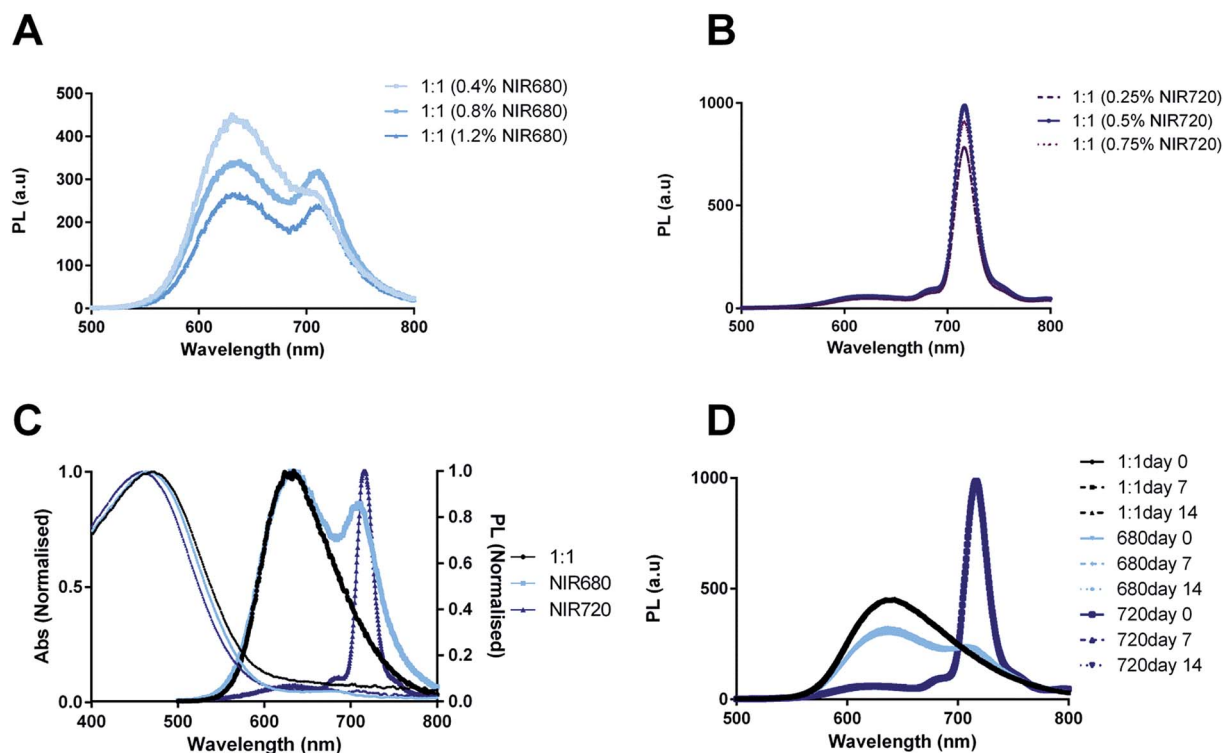 A
500
400
300
200
100
0
PL (a.u)
500
600
700
800
Wavelength (nm)
1:1 (0.4% NIR680)
1:1 (0.8% NIR680)
1:1 (1.2% NIR680)
B
1000
500
0
PL (a.u)
500
600
700
800
Wavelength (nm)
1:1 (0.25% NIR720)
1:1 (0.5% NIR720)
1:1 (0.75% NIR720)
C
1.0
0.5
0.0
Abs (Normalised)
400
500
600
700
800
Wavelength (nm)
1.0
0.8
0.6
0.4
0.2
0.0
PL (Normalised)
1:1
NIR680
NIR720
D
1000
500
0
PL (a.u)
500
600
700
800
Wavelength (nm)
1:1day 0
1:1day 7
1:1day 14
680day 0
680day 7
680day 14
720day 0
720day 7
720day 14